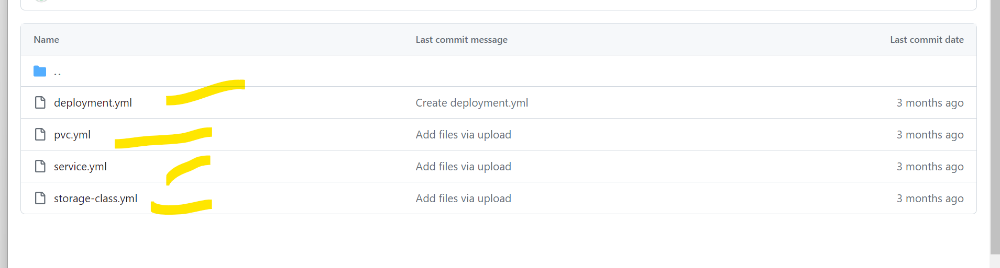 Name Last commit message Last commit date
..
deployment.yml Create deployment.yml 3 months ago
pvc.yml Add files via upload 3 months ago
service.yml Add files via upload 3 months ago
storage-class.yml Add files via upload 3 months ago